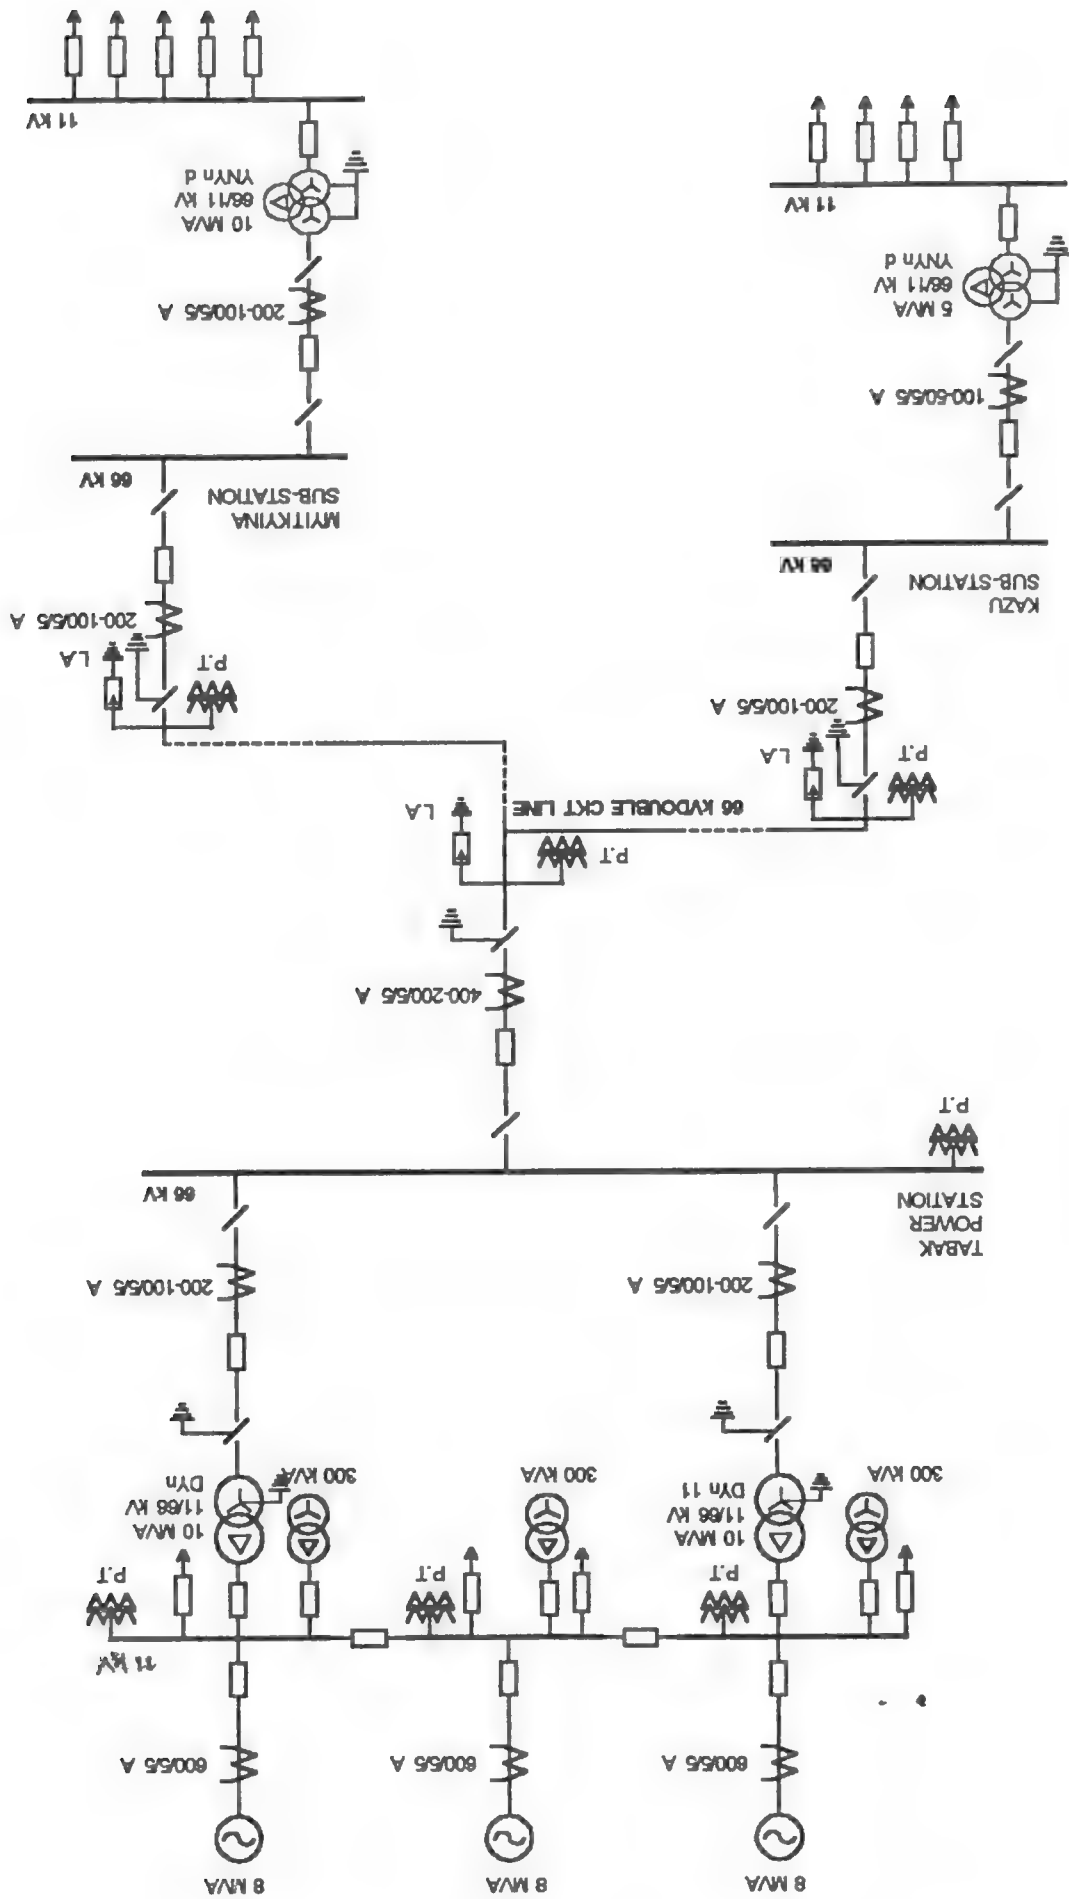 8 MVA
8 MVA
8 MVA
600/5/5 A
600/5/5 A
600/5/5 A
11 kV
P.T
P.T
P.T
300 kVA
10 MVA
11/66 kV
DYn 11
300 kVA
300 kVA
10 MVA
11/66 kV
DYn
200-100/5/5 A
200-100/5/5 A
TABAK
POWER
STATION
66 kV
P.T
400-200/5/5 A
P.T
L.A
66 kVDOUBLE CKT LINE
P.T
L.A
200-100/5/5 A
KAZU
SUB-STATION
66 kV
100-50/5/5 A
5 MVA
66/11 kV
YNYn d
11 kV
P.T
L.A
200-100/5/5 A
MYITKYINA
SUB-STATION
66 kV
200-100/5/5 A
10 MVA
66/11 kV
YNYn d
11 kV